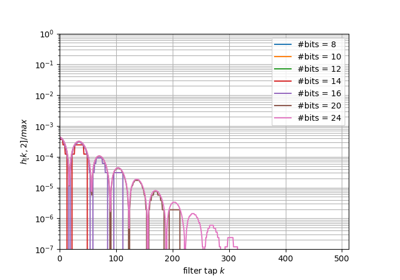 10⁰
10⁻¹
10⁻²
10⁻³
10⁻⁴
10⁻⁵
10⁻⁶
10⁻⁷
h[k, 2]/max
#bits = 8
#bits = 10
#bits = 12
#bits = 14
#bits = 16
#bits = 20
#bits = 24
0 100 200 300 400 500
filter tap k